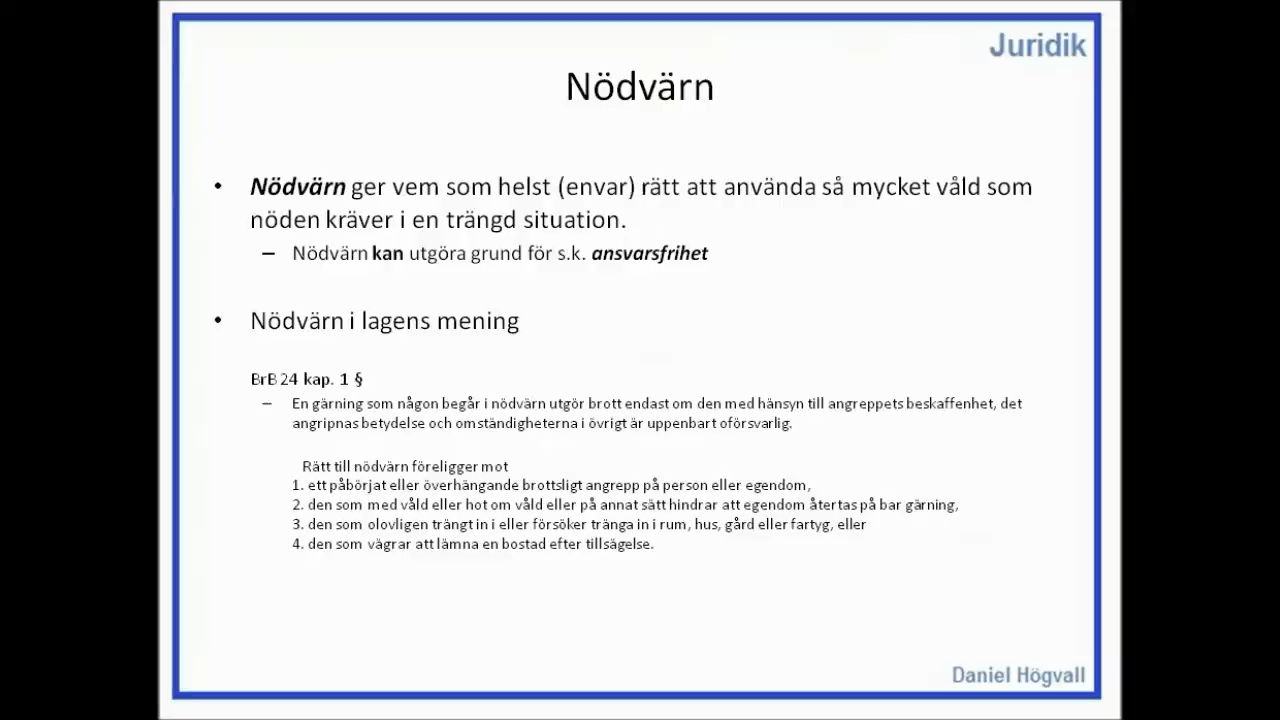 Juridik
Nödvärn
• Nödvärn ger vem som helst (envar) rätt att använda så mycket våld som
nöden kräver i en trängd situation.
– Nödvärn kan utgöra grund för s.k. ansvarsfrihet
• Nödvärn i lagens mening
BrB 24 kap. 1 §
– En gärning som någon begår i nödvärn utgör brott endast om den med hänsyn till angreppets beskaffenhet, det
angripnas betydelse och omständigheterna i övrigt är uppenbart oförsvarlig.
Rätt till nödvärn föreligger mot
1. ett påbörjat eller överhängande brottsligt angrepp på person eller egendom,
2. den som med våld eller hot om våld eller på annat sätt hindrar att egendom återtas på bar gärning,
3. den som olovligen trängt in i eller försöker tränga in i rum, hus, gård eller fartyg, eller
4. den som vägrar att lämna en bostad efter tillsägelse.
Daniel Högvall